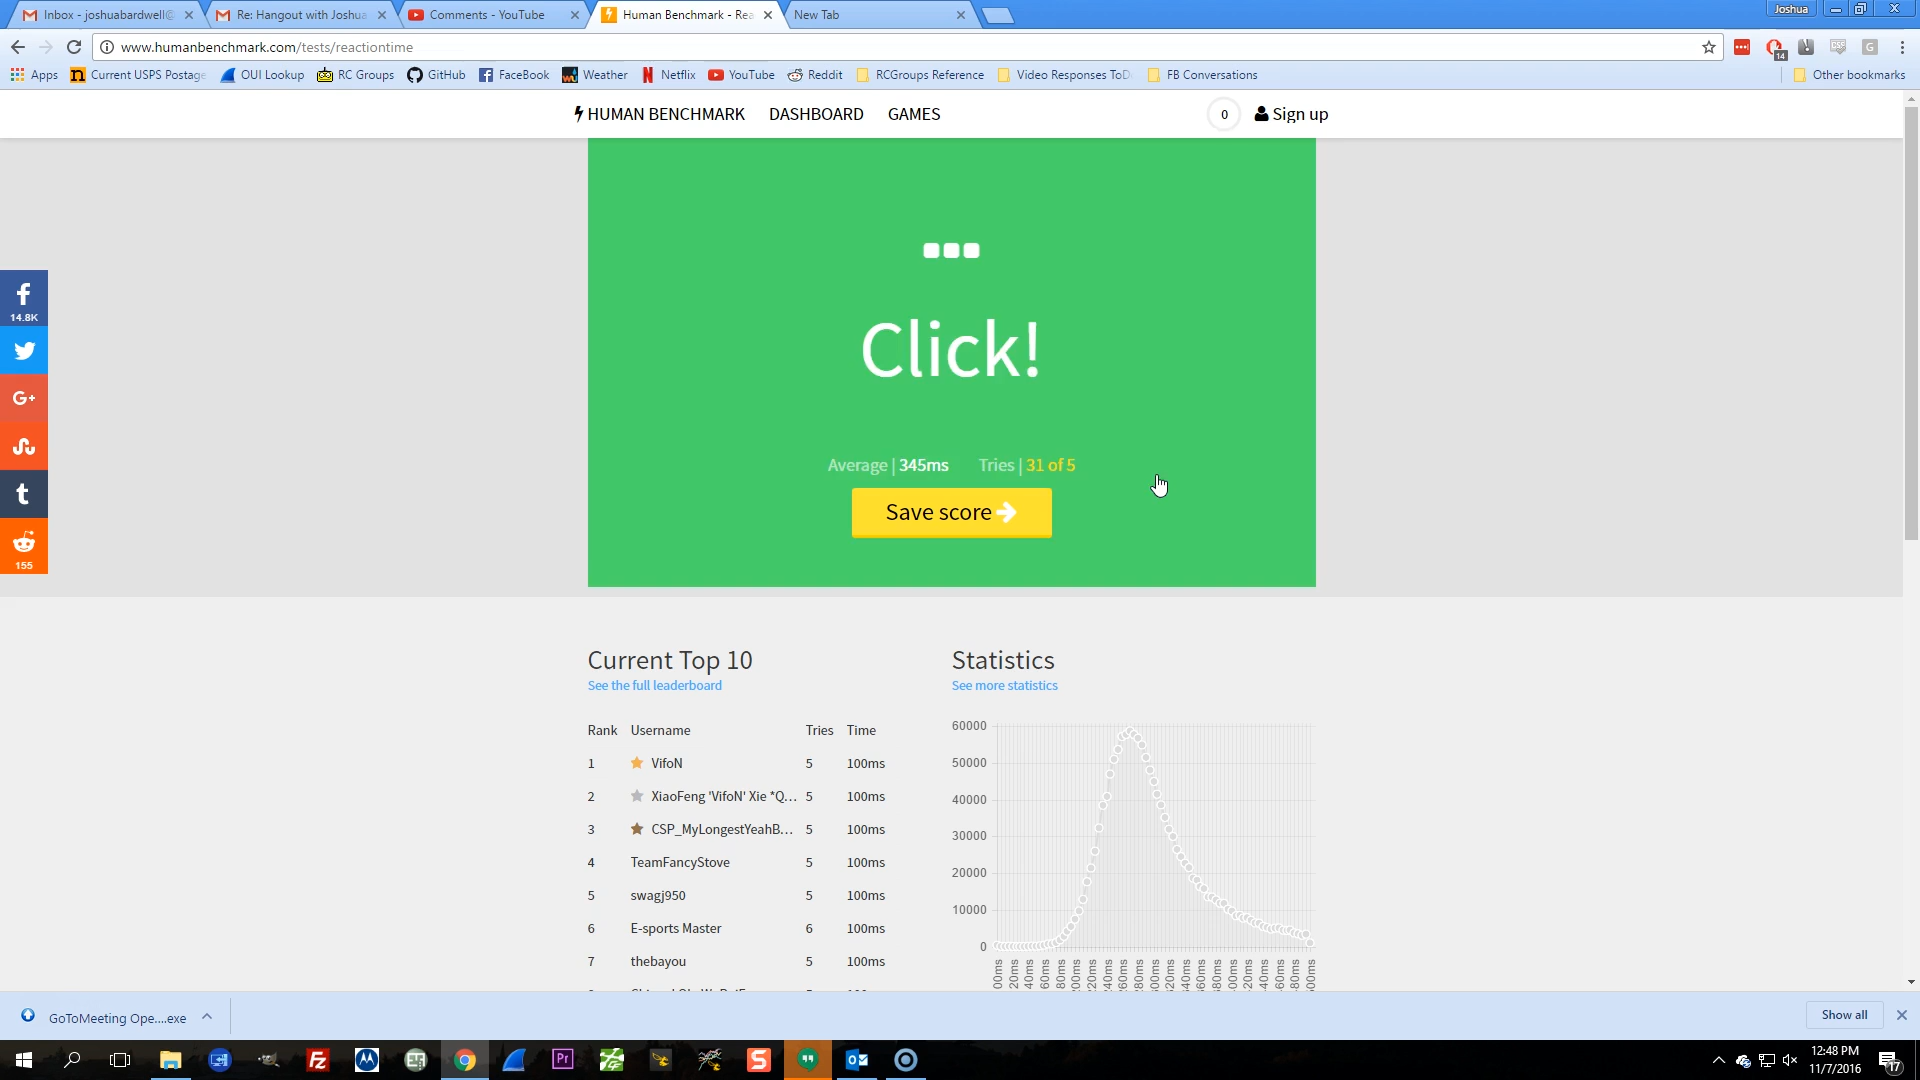 Inbox - joshuabardwell@
Re: Hangout with Joshua
Comments - YouTube
Human Benchmark - Rea
New Tab
Joshua
www.humanbenchmark.com/tests/reactiontime
14
Apps
Current USPS Postage
OUI Lookup
RC Groups
GitHub
FaceBook
Weather
Netflix
YouTube
Reddit
RCGroups Reference
Video Responses ToD
FB Conversations
Other bookmarks
HUMAN BENCHMARK
DASHBOARD
GAMES
0
Sign up
14.8K
155
Click!
Average | 345ms
Tries | 31 of 5
Save score
Current Top 10
See the full leaderboard
Rank Username Tries Time
1 VifoN 5 100ms
2 XiaoFeng 'VifoN' Xie *Q... 5 100ms
3 CSP_MyLongestYeahB... 5 100ms
4 TeamFancyStove 5 100ms
5 swagj950 5 100ms
6 E-sports Master 6 100ms
7 thebayou 5 100ms
Statistics
See more statistics
60000
50000
40000
30000
20000
10000
0
GoToMeeting Ope....exe
Show all
12:48 PM
11/7/2016
17